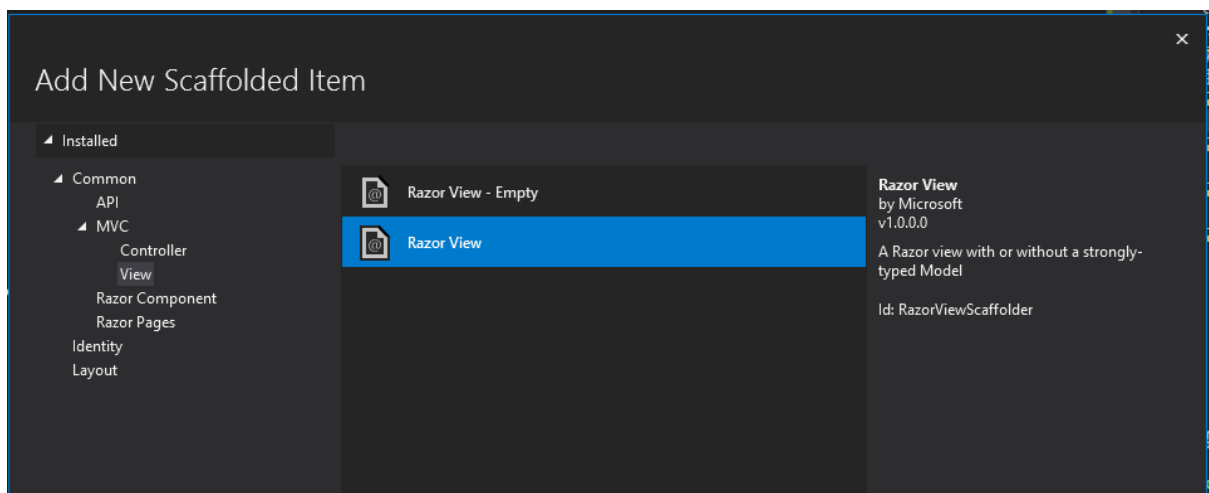 Add New Scaffolded Item
Installed
Common
API
MVC
Controller
View
Razor Component
Razor Pages
Identity
Layout
Razor View - Empty
Razor View
Razor View
by Microsoft
v1.0.0.0
A Razor view with or without a strongly-
typed Model
Id: RazorViewScaffolder